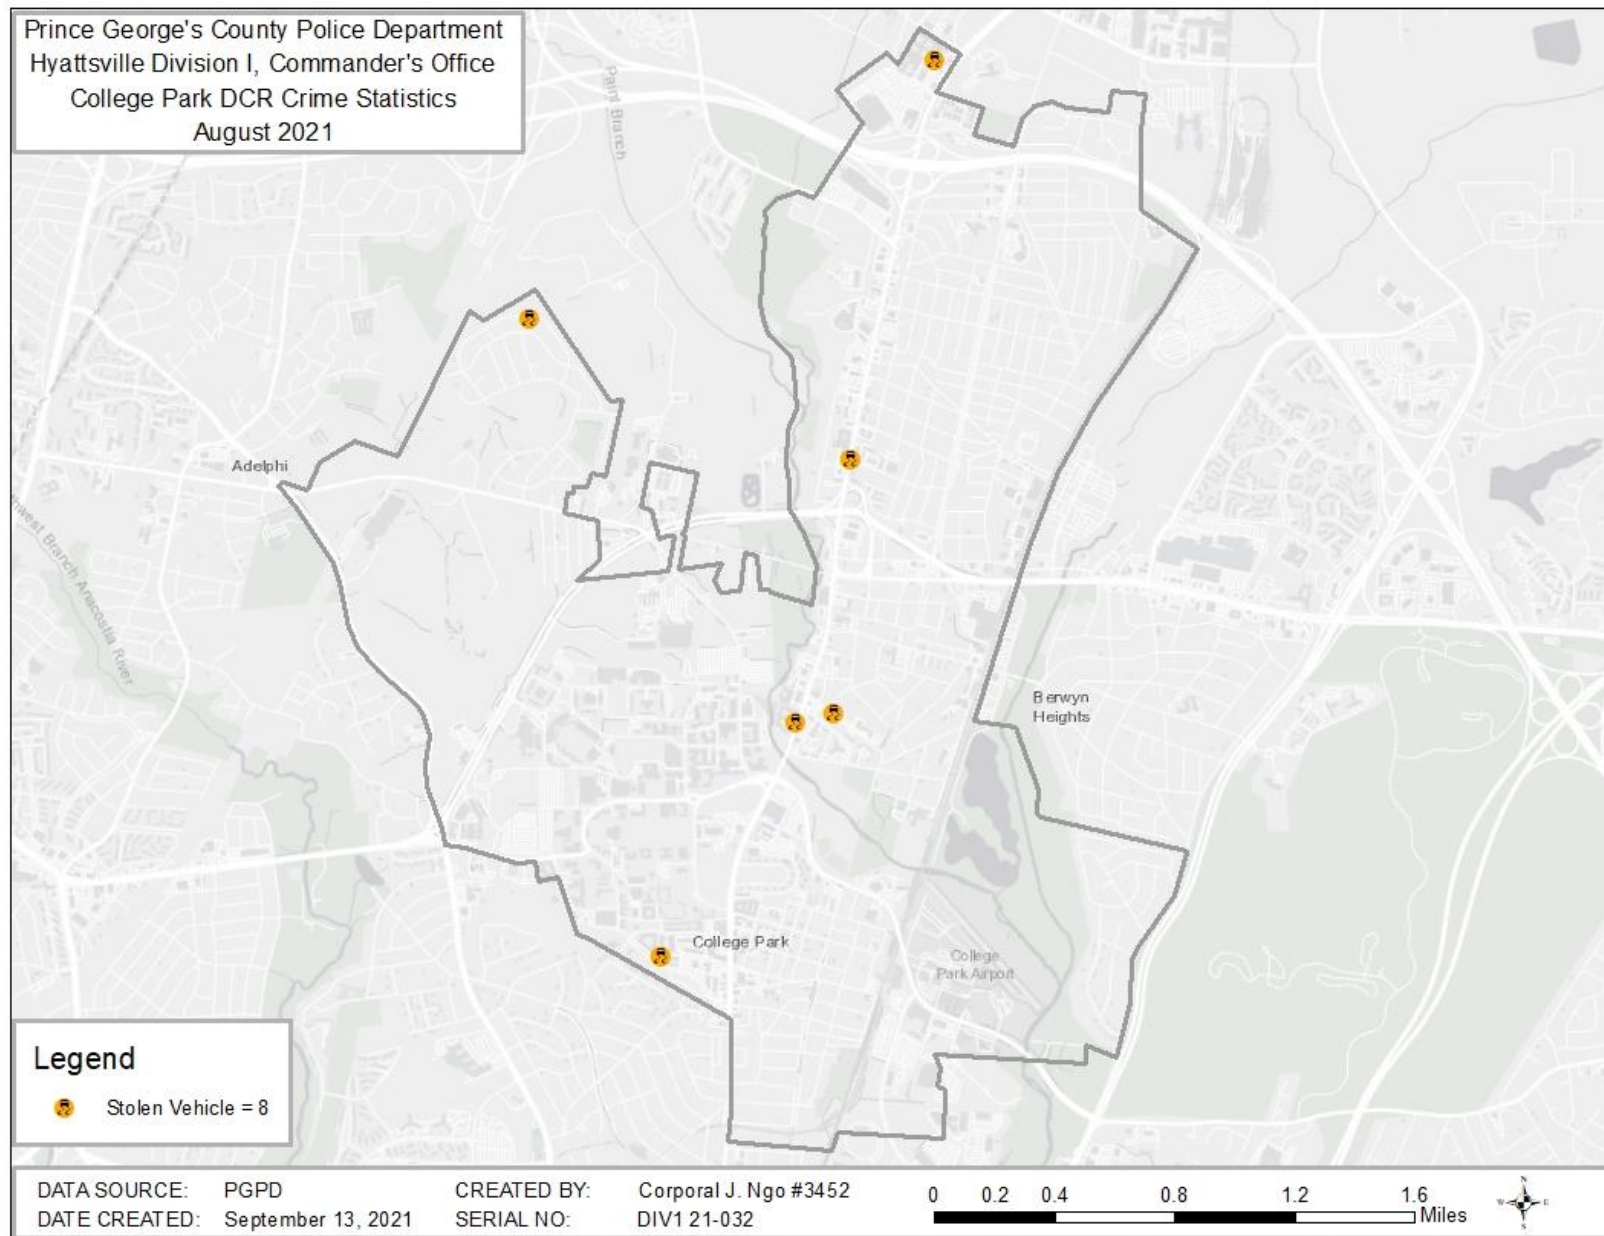 Prince George's County Police Department
Hyattsville Division I, Commander's Office
College Park DCR Crime Statistics
August 2021
Paint Branch
Adelphi
Branch Anacostia River
Berwyn
Heights
College Park
College
Park Airport
Legend
Stolen Vehicle = 8
DATA SOURCE: PGPD CREATED BY: Corporal J. Ngo #3452
DATE CREATED: September 13, 2021 SERIAL NO: DIV1 21-032
0 0.2 0.4 0.8 1.2 1.6
Miles
N
W E
S